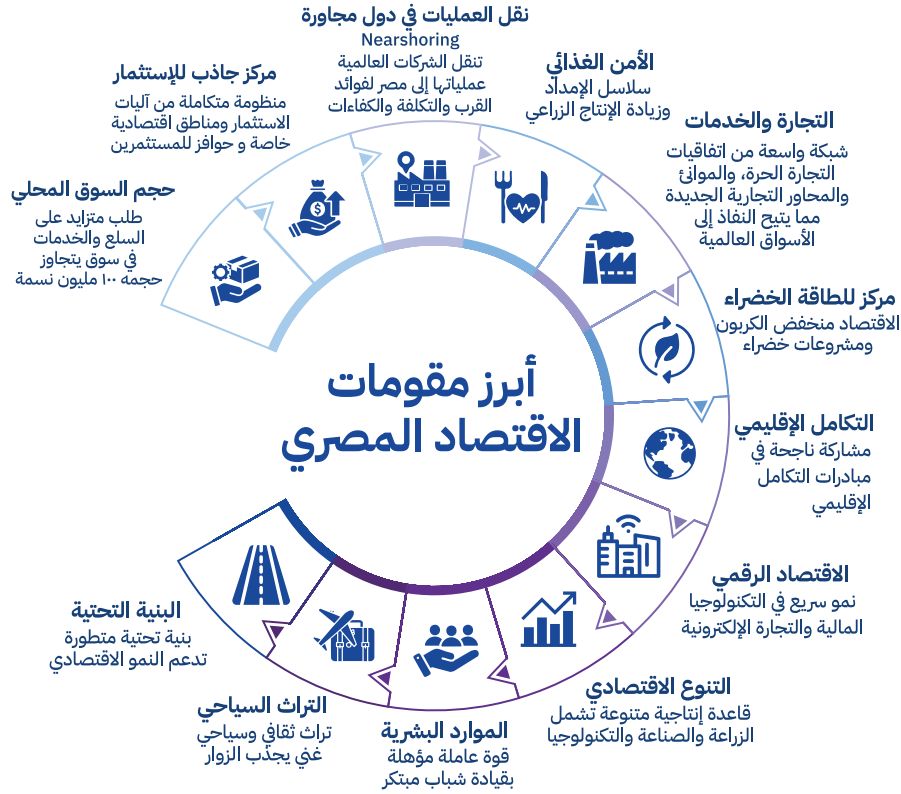 أبرز مقومات
الاقتصاد المصري
حجم السوق المحلي
طلب متزايد على
السلع والخدمات
في سوق يتجاوز
حجمه ١٠٠ مليون نسمة
مركز جاذب للإستثمار
منظومة متكاملة من آليات
الاستثمار ومناطق اقتصادية
خاصة و حوافز للمستثمرين
نقل العمليات في دول مجاورة
Nearshoring
تنقل الشركات العالمية
عملياتها إلى مصر لفوائد
القرب والتكلفة والكفاءات
الأمن الغذائي
سلاسل الإمداد
وزيادة الإنتاج الزراعي
التجارة والخدمات
شبكة واسعة من اتفاقيات
التجارة الحرة، والموانئ
والمحاور التجارية الجديدة
مما يتيح النفاذ إلى
الأسواق العالمية
مركز للطاقة الخضراء
الاقتصاد منخفض الكربون
ومشروعات خضراء
التكامل الإقليمي
مشاركة ناجحة في
مبادرات التكامل
الإقليمي
الاقتصاد الرقمي
نمو سريع في التكنولوجيا
المالية والتجارة الإلكترونية
التنوع الاقتصادي
قاعدة إنتاجية متنوعة تشمل
الزراعة والصناعة والتكنولوجيا
الموارد البشرية
قوة عاملة مؤهلة
بقيادة شباب مبتكر
التراث السياحي
تراث ثقافي وسياحي
غني يجذب الزوار
البنية التحتية
بنية تحتية متطورة
تدعم النمو الاقتصادي